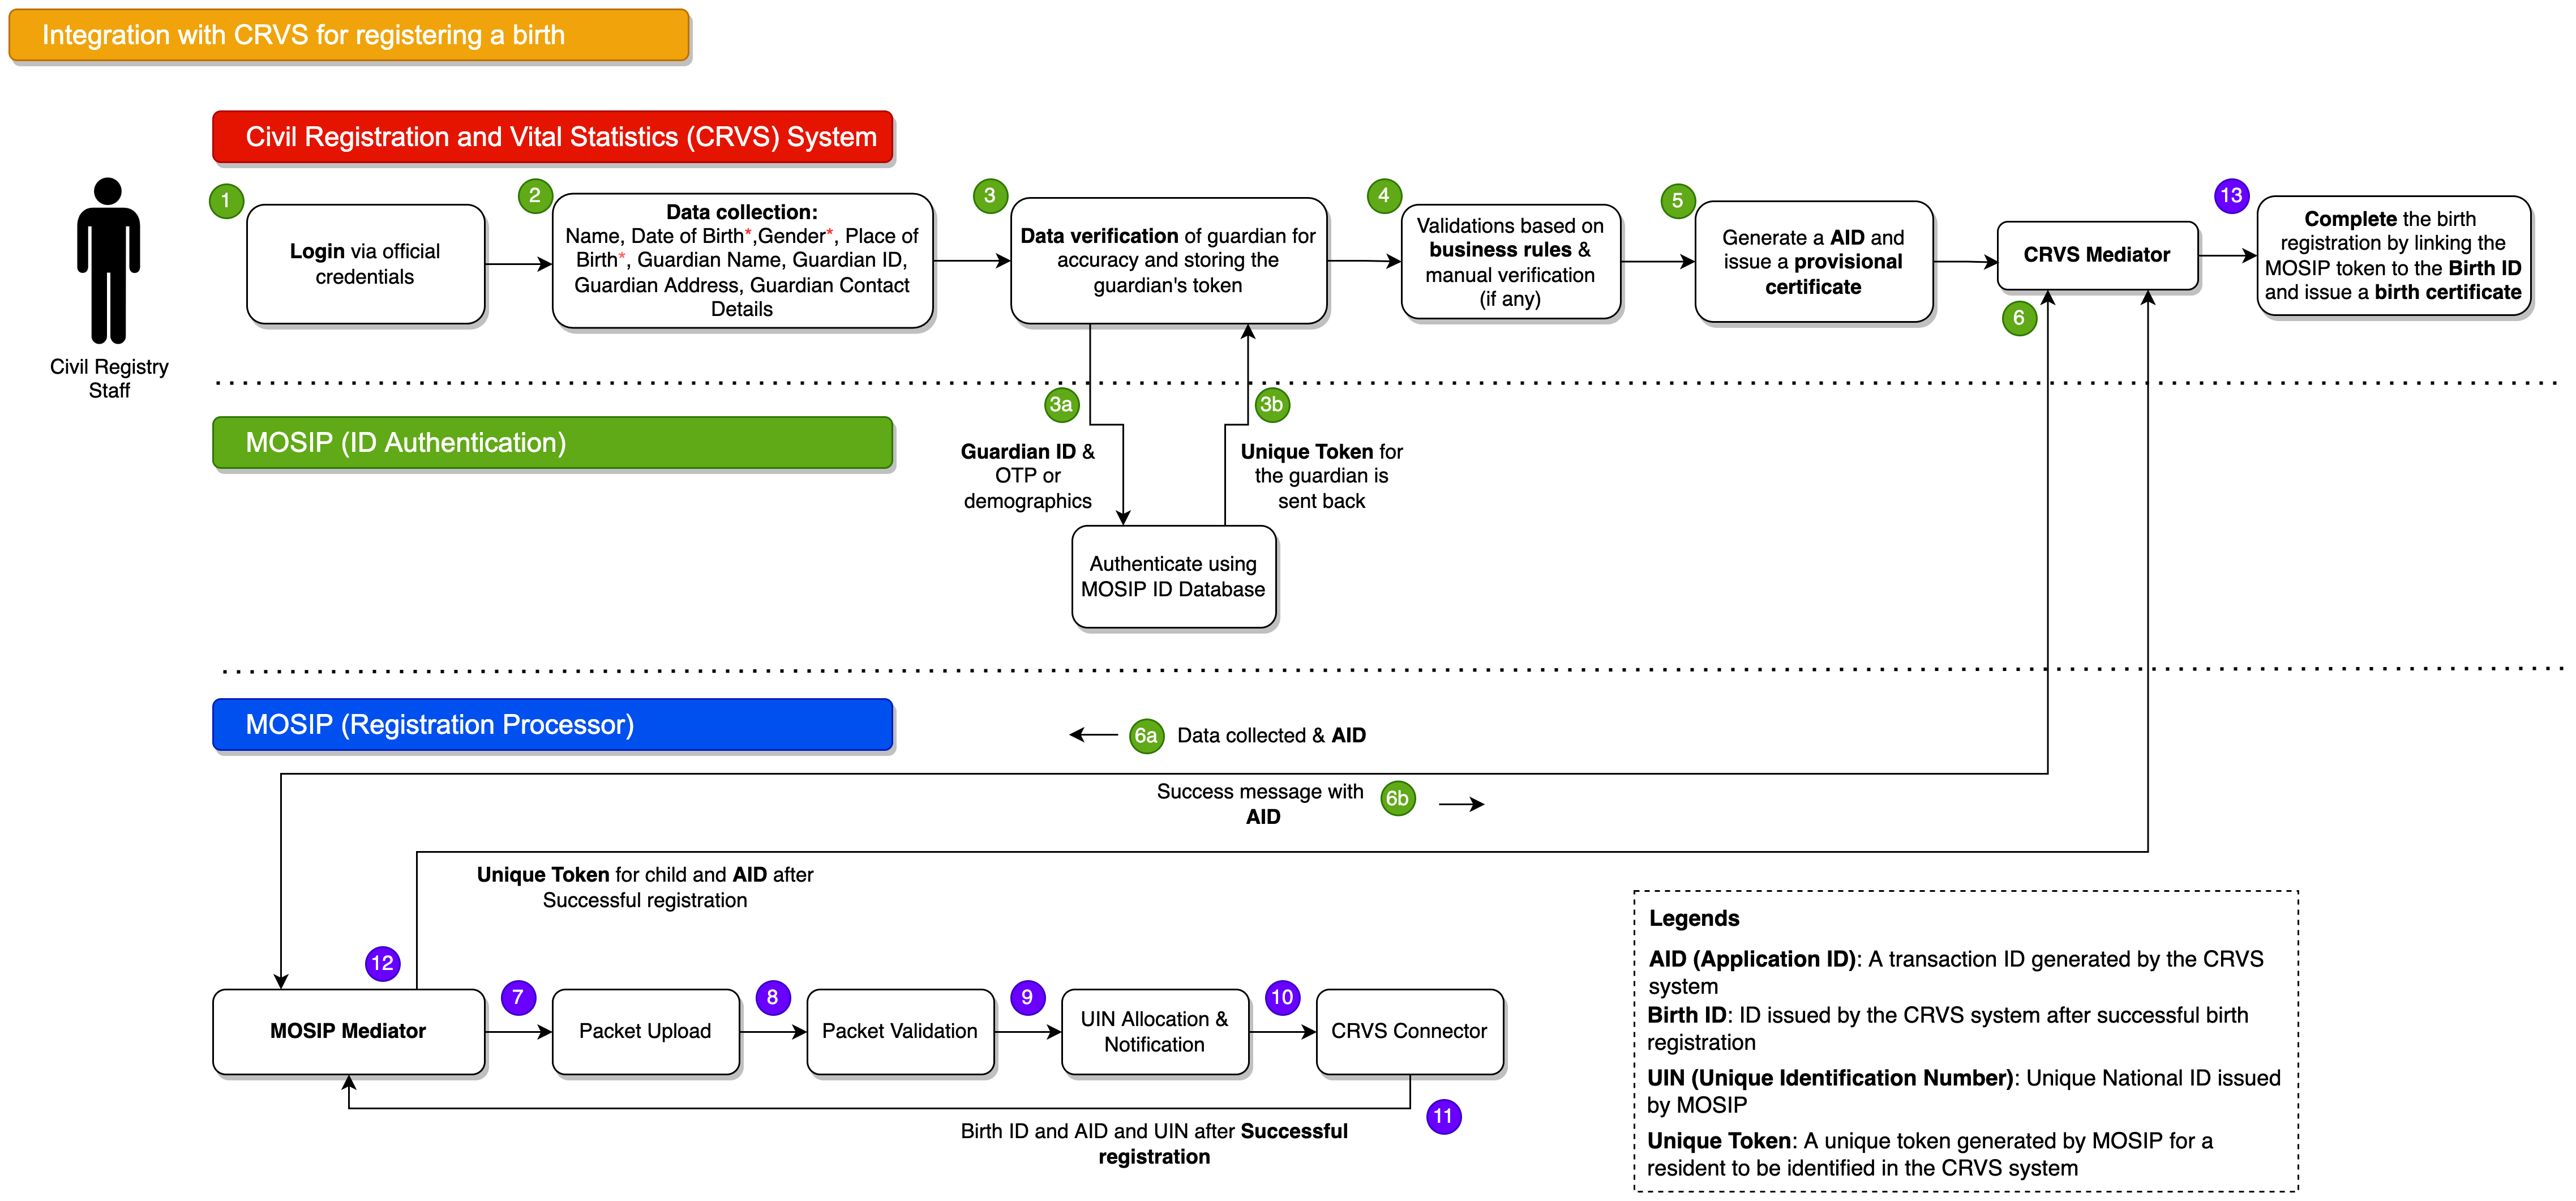 Integration with CRVS for registering a birth
Civil Registration and Vital Statistics (CRVS) System
Civil Registry
Staff
1
Login via official
credentials
2
Data collection:
Name, Date of Birth*,Gender*, Place of
Birth*, Guardian Name, Guardian ID,
Guardian Address, Guardian Contact
Details
3
Data verification of guardian for
accuracy and storing the
guardian's token
4
Validations based on
business rules &
manual verification
(if any)
5
Generate a AID and
issue a provisional
certificate
CRVS Mediator
6
13
Complete the birth
registration by linking the
MOSIP token to the Birth ID
and issue a birth certificate
MOSIP (ID Authentication)
3a
Guardian ID &
OTP or
demographics
3b
Unique Token for
the guardian is
sent back
Authenticate using
MOSIP ID Database
MOSIP (Registration Processor)
6a
Data collected & AID
Success message with
AID
6b
Unique Token for child and AID after
Successful registration
12
MOSIP Mediator
7
Packet Upload
8
Packet Validation
9
UIN Allocation &
Notification
10
CRVS Connector
11
Birth ID and AID and UIN after Successful
registration
Legends
AID (Application ID): A transaction ID generated by the CRVS
system
Birth ID: ID issued by the CRVS system after successful birth
registration
UIN (Unique Identification Number): Unique National ID issued
by MOSIP
Unique Token: A unique token generated by MOSIP for a
resident to be identified in the CRVS system